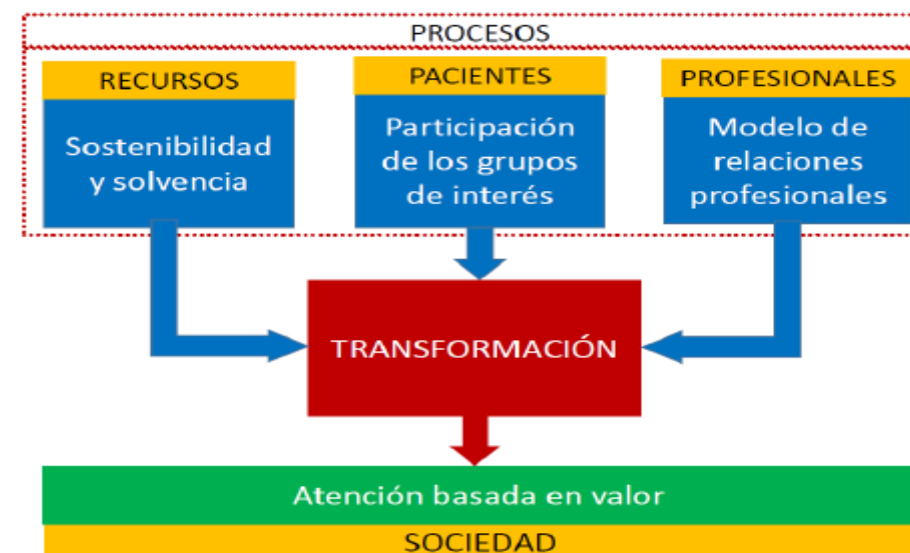 PROCESOS
RECURSOS
Sostenibilidad
y solvencia
PACIENTES
Participación
de los grupos
de interés
PROFESIONALES
Modelo de
relaciones
profesionales
TRANSFORMACIÓN
Atención basada en valor
SOCIEDAD